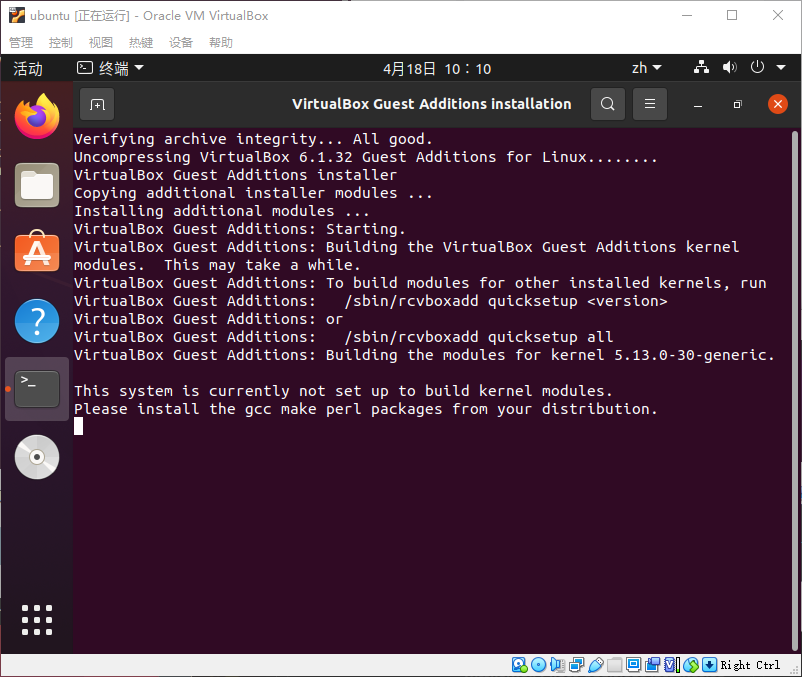 ubuntu [正在运行] - Oracle VM VirtualBox
管理 控制 视图 热键 设备 帮助
活动 终端 4月18日 10：10 zh
VirtualBox Guest Additions installation
Verifying archive integrity... All good.
Uncompressing VirtualBox 6.1.32 Guest Additions for Linux........
VirtualBox Guest Additions installer
Copying additional installer modules ...
Installing additional modules ...
VirtualBox Guest Additions: Starting.
VirtualBox Guest Additions: Building the VirtualBox Guest Additions kernel
modules.  This may take a while.
VirtualBox Guest Additions: To build modules for other installed kernels, run
VirtualBox Guest Additions:   /sbin/rcvboxadd quicksetup <version>
VirtualBox Guest Additions: or
VirtualBox Guest Additions:   /sbin/rcvboxadd quicksetup all
VirtualBox Guest Additions: Building the modules for kernel 5.13.0-30-generic.
This system is currently not set up to build kernel modules.
Please install the gcc make perl packages from your distribution.
Right Ctrl